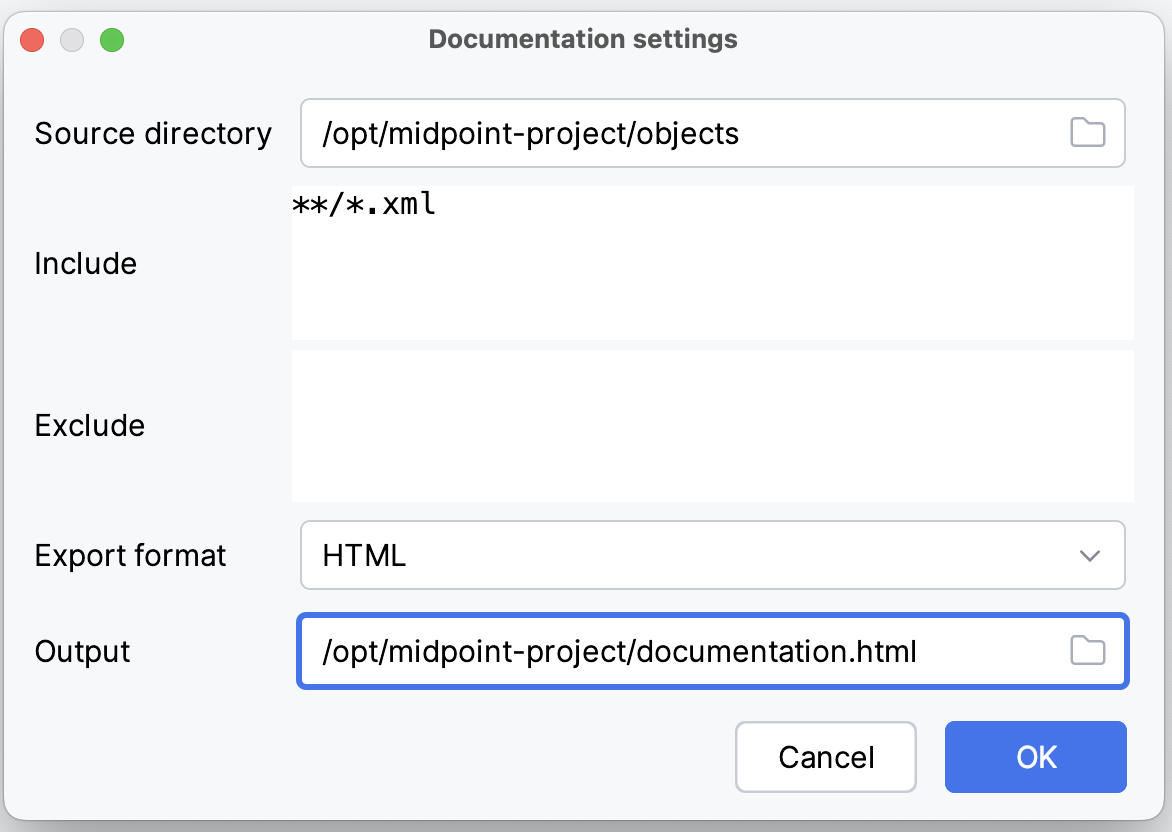 Documentation settings
Source directory /opt/midpoint-project/objects
**/*.xml
Include
Exclude
Export format HTML
Output /opt/midpoint-project/documentation.html
Cancel OK